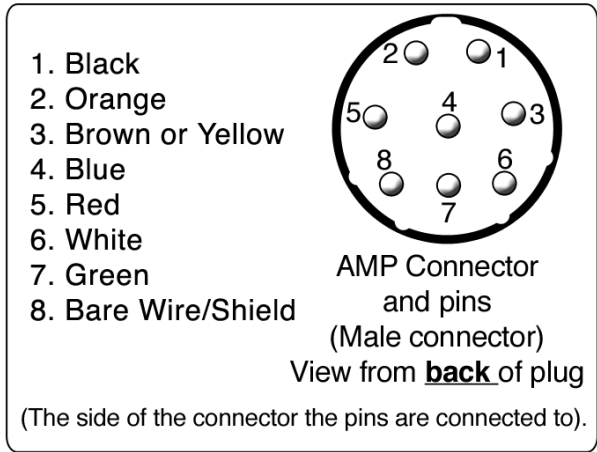 1. Black
2. Orange
3. Brown or Yellow
4. Blue
5. Red
6. White
7. Green
8. Bare Wire/Shield
2 1
5 4 3
8 6
7
AMP Connector
and pins
(Male connector)
View from back of plug
(The side of the connector the pins are connected to).